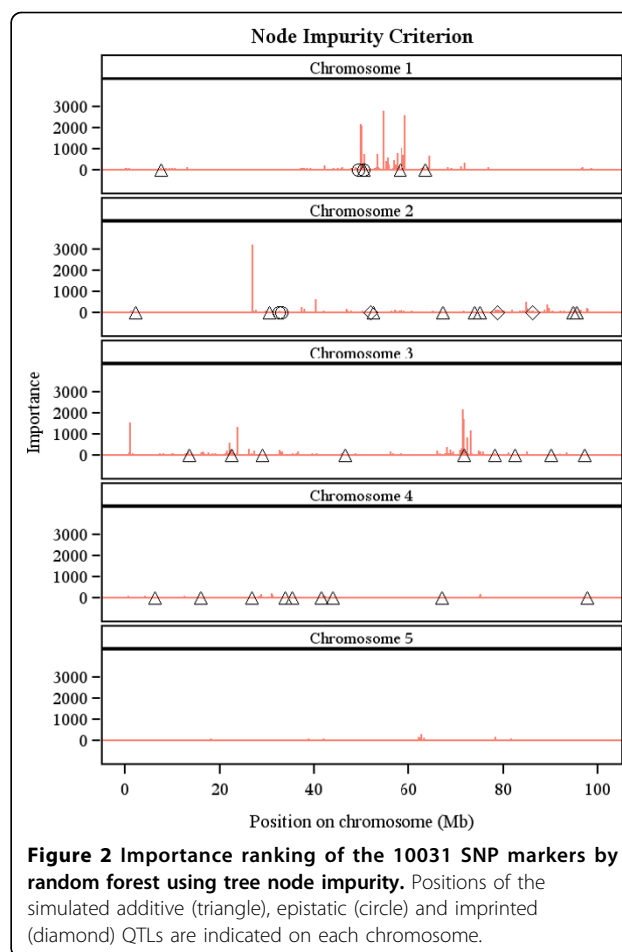 Node Impurity Criterion
Chromosome 1
3000
2000
1000
0
Chromosome 2
3000
2000
1000
0
Chromosome 3
3000
2000
1000
0
Chromosome 4
3000
2000
1000
0
Chromosome 5
3000
2000
1000
0
Importance
0 20 40 60 80 100
Position on chromosome (Mb)
Figure 2 Importance ranking of the 10031 SNP markers by
random forest using tree node impurity. Positions of the
simulated additive (triangle), epistatic (circle) and imprinted
(diamond) QTLs are indicated on each chromosome.